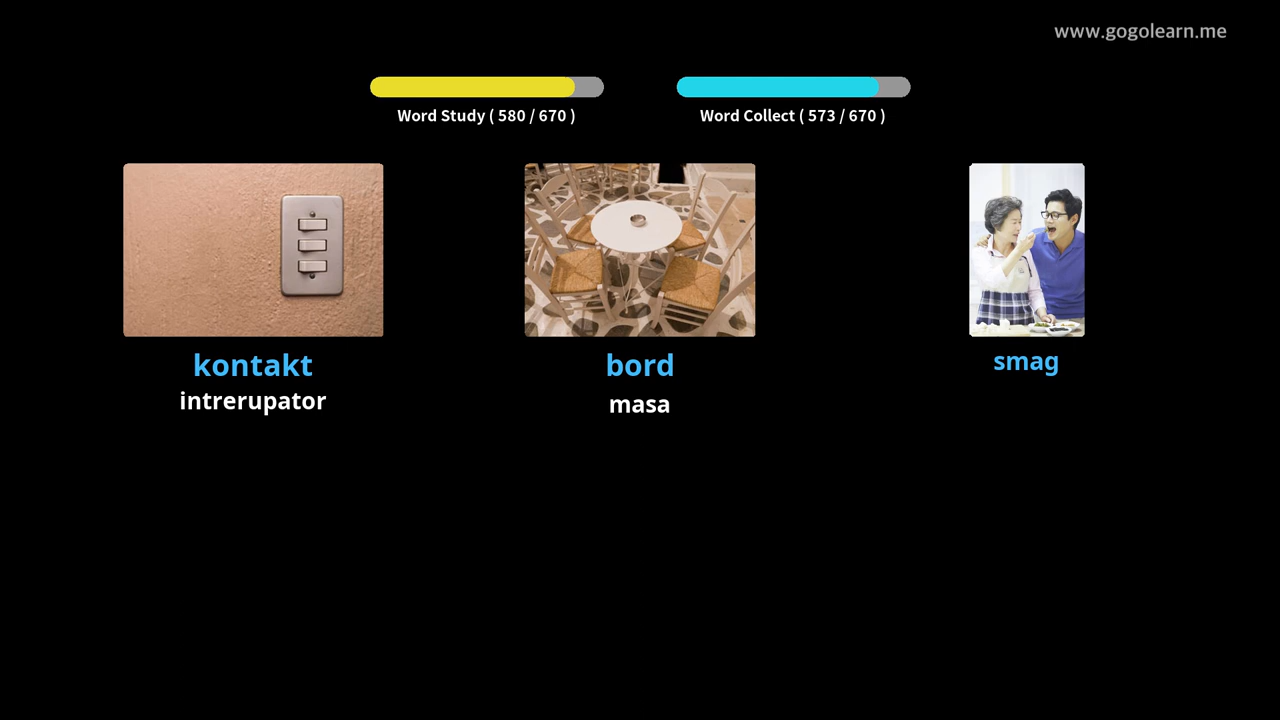 www.gogolearn.me
Word Study ( 580 / 670 )
Word Collect ( 573 / 670 )
kontakt
intrerupator
bord
masa
smag